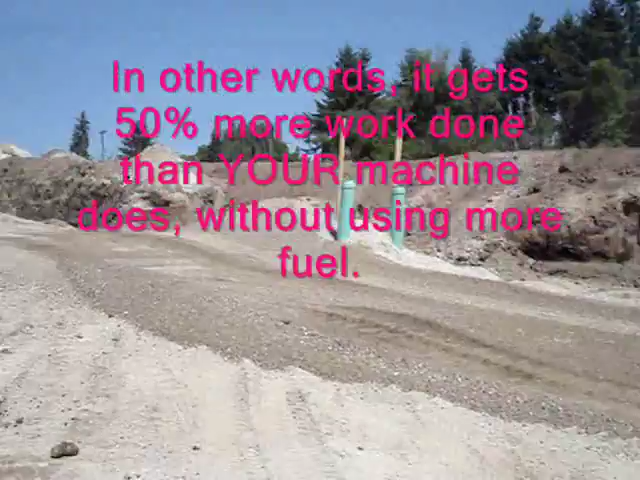 In other words, it gets
50% more work done
than YOUR machine
does, without using more
fuel.